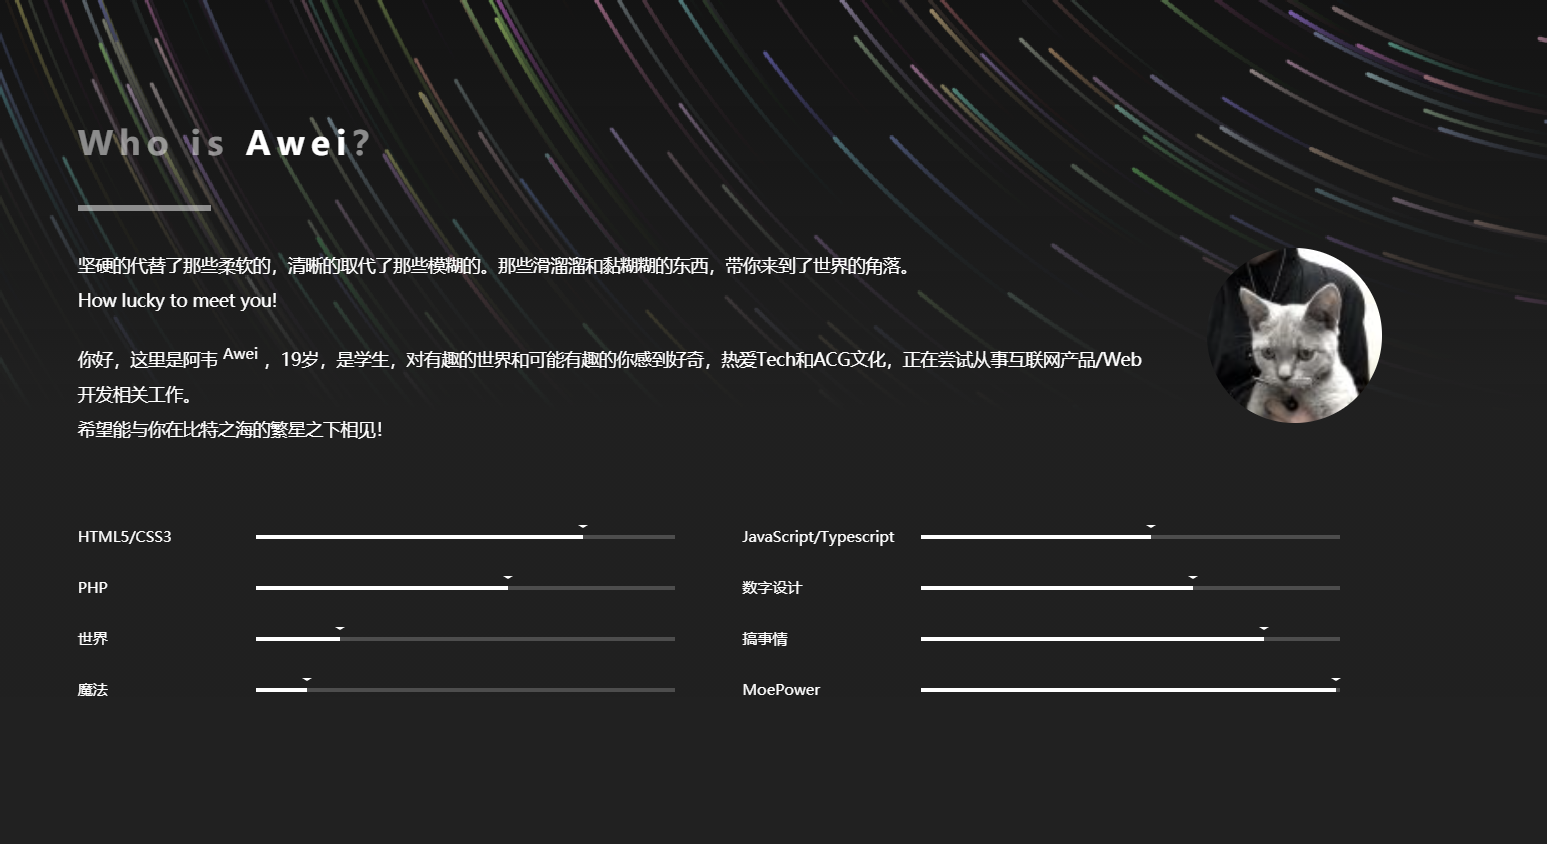 Who is Awei?
坚硬的代替了那些柔软的，清晰的取代了那些模糊的。那些滑溜溜和黏糊糊的东西，带你来到了世界的角落。
How lucky to meet you!
你好，这里是阿韦 Awei ，19岁，是学生，对有趣的世界和可能有趣的你感到好奇，热爱Tech和ACG文化，正在尝试从事互联网产品/Web
开发相关工作。
希望能与你在比特之海的繁星之下相见！
HTML5/CSS3
JavaScript/Typescript
PHP
数字设计
世界
搞事情
魔法
MoePower